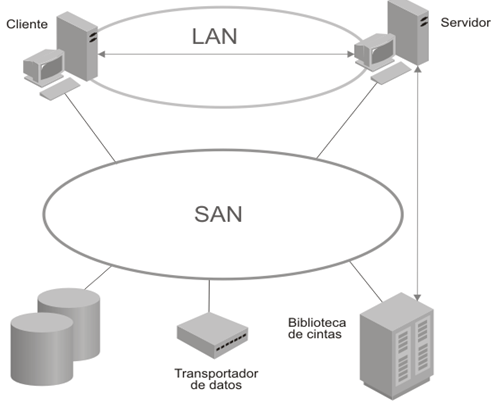 Cliente
LAN
Servidor
SAN
Biblioteca
de cintas
Transportador
de datos